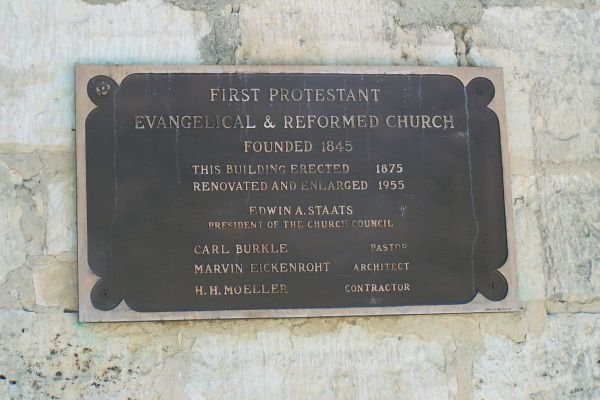 FIRST PROTESTANT
EVANGELICAL & REFORMED CHURCH
FOUNDED 1845
THIS BUILDING ERECTED 1875
RENOVATED AND ENLARGED 1955
EDWIN A. STAATS
PRESIDENT OF THE CHURCH COUNCIL
CARL BURKLE PASTOR
MARVIN EICKENROHT ARCHITECT
H. H. MOELLER CONTRACTOR